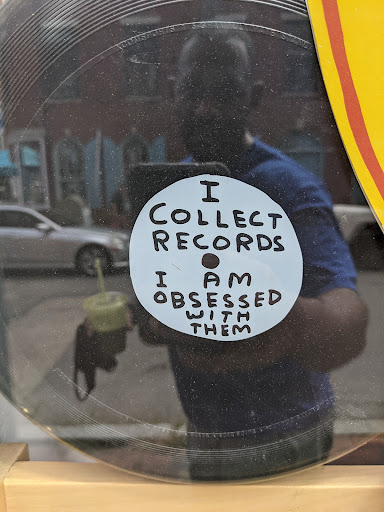 I
COLLECT
RECORDS
I AM
OBSESSED
WITH
THEM